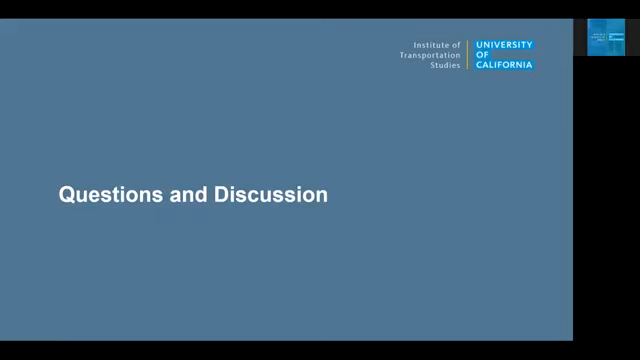 Institute of
Transportation
Studies
UNIVERSITY
OF
CALIFORNIA
Questions and Discussion